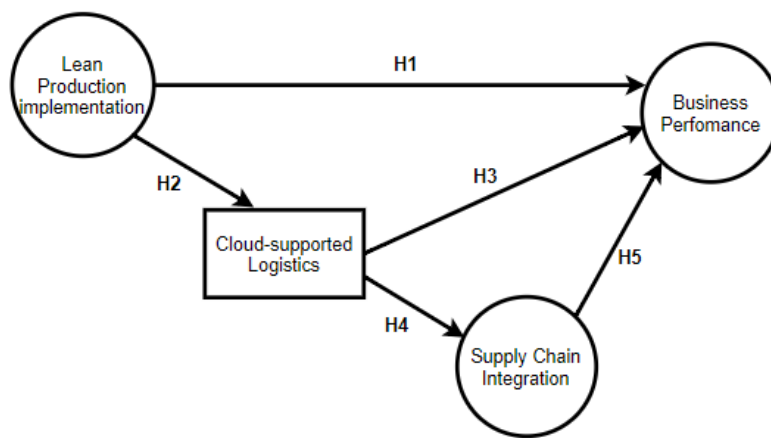 Lean
Production
implementation
H1
Business
Perfomance
H2
H3
Cloud-supported
Logistics
H5
H4
Supply Chain
Integration